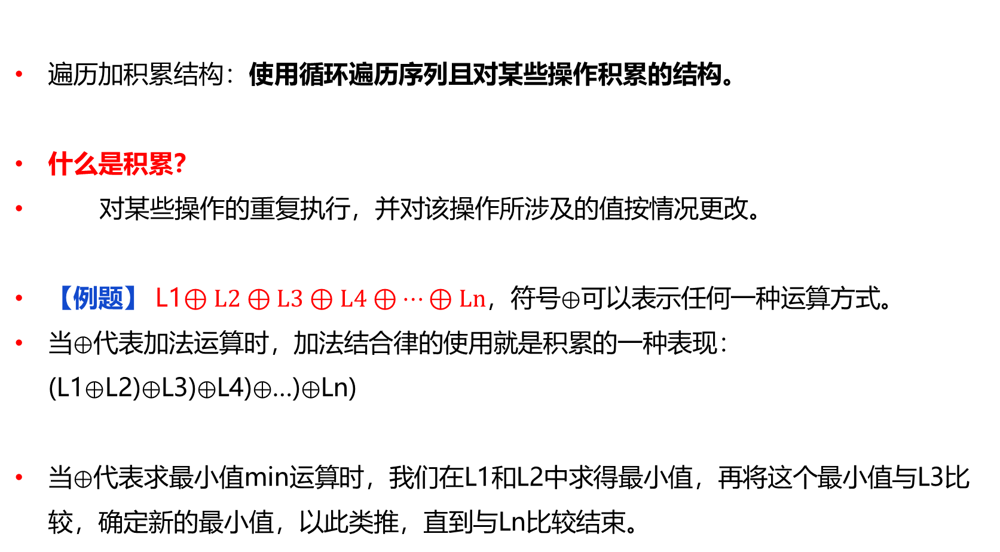 • 遍历加积累结构：使用循环遍历序列且对某些操作积累的结构。
• 什么是积累？
• 对某些操作的重复执行，并对该操作所涉及的值按情况更改。
• 【例题】 L1⊕ L2 ⊕ L3 ⊕ L4 ⊕ ⋯ ⊕ Ln，符号⊕可以表示任何一种运算方式。
• 当⊕代表加法运算时，加法结合律的使用就是积累的一种表现：
(L1⊕L2)⊕L3)⊕L4)⊕…)⊕Ln)
• 当⊕代表求最小值min运算时，我们在L1和L2中求得最小值，再将这个最小值与L3比
较，确定新的最小值，以此类推，直到与Ln比较结束。